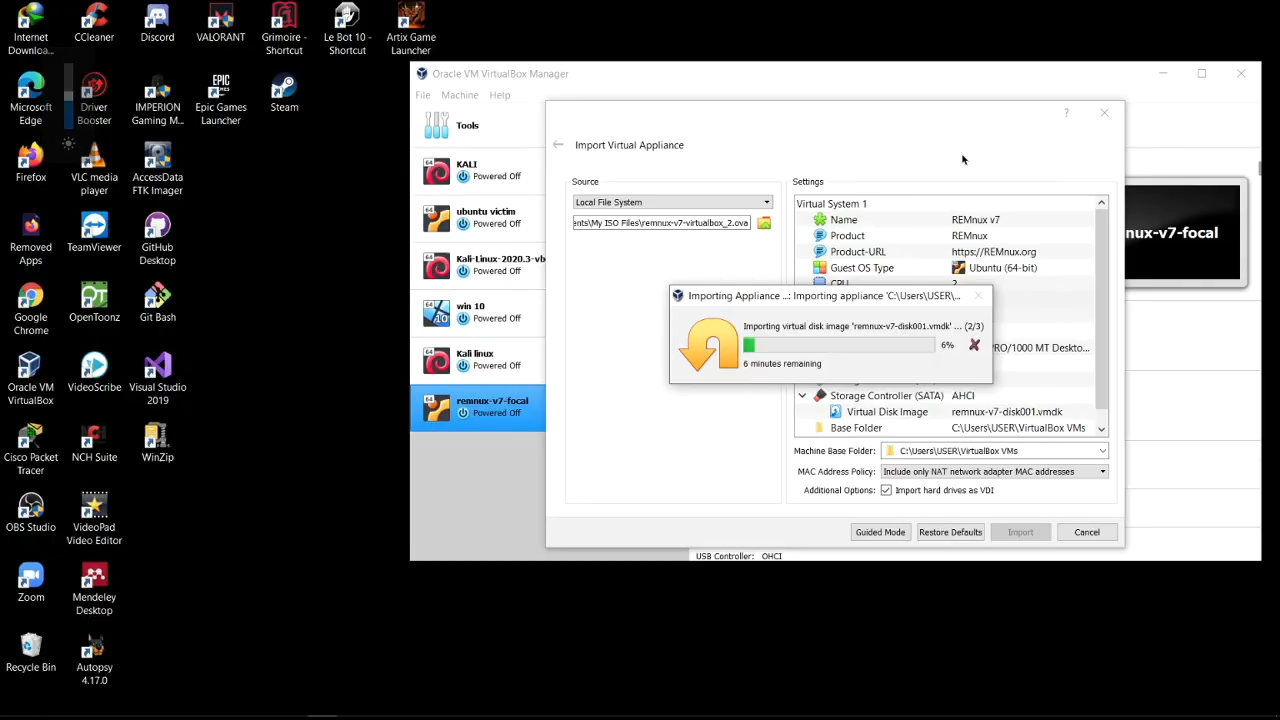 Internet Downloa...
CCleaner
Discord
VALORANT
Grimoire - Shortcut
Le Bot 10 - Shortcut
Artix Game Launcher
Microsoft Edge
Driver Booster
IMPERION Gaming M...
EPIC GAMES
Epic Games Launcher
Steam
Firefox
VLC media player
AccessData FTK Imager
Removed Apps
TeamViewer
GitHub Desktop
Google Chrome
OpenToonz
Git Bash
Oracle VM VirtualBox
VideoScribe
Visual Studio 2019
Cisco Packet Tracer
NCH Suite
WinZip
OBS Studio
VideoPad Video Editor
Zoom
Mendeley Desktop
Recycle Bin
Autopsy 4.17.0
Oracle VM VirtualBox Manager
File Machine Help
Tools
64
KALI
Powered Off
64
ubuntu victim
Powered Off
64
Kali-Linux-2020.3-vb
Powered Off
64
win 10
Powered Off
64
Kali linux
Powered Off
64
remnux-v7-focal
Powered Off
?
Import Virtual Appliance
Source
Local File System
ents\My ISO Files\remnux-v7-virtualbox_2.ova
Settings
Virtual System 1
Name REMnux v7
Product REMnux
Product-URL https://REMnux.org
Guest OS Type Ubuntu (64-bit)
CPU 2
PRO/1000 MT Deskto...
Storage Controller (SATA) AHCI
Virtual Disk Image remnux-v7-disk001.vmdk
Base Folder C:\Users\USER\VirtualBox VMs
Machine Base Folder: C:\Users\USER\VirtualBox VMs
MAC Address Policy: Include only NAT network adapter MAC addresses
Additional Options: Import hard drives as VDI
Guided Mode Restore Defaults Import Cancel
Importing Appliance ...: Importing appliance 'C:\Users\USER\...
Importing virtual disk image 'remnux-v7-disk001.vmdk' ... (2/3)
6%
6 minutes remaining
nux-v7-focal
USB Controller: OHCI